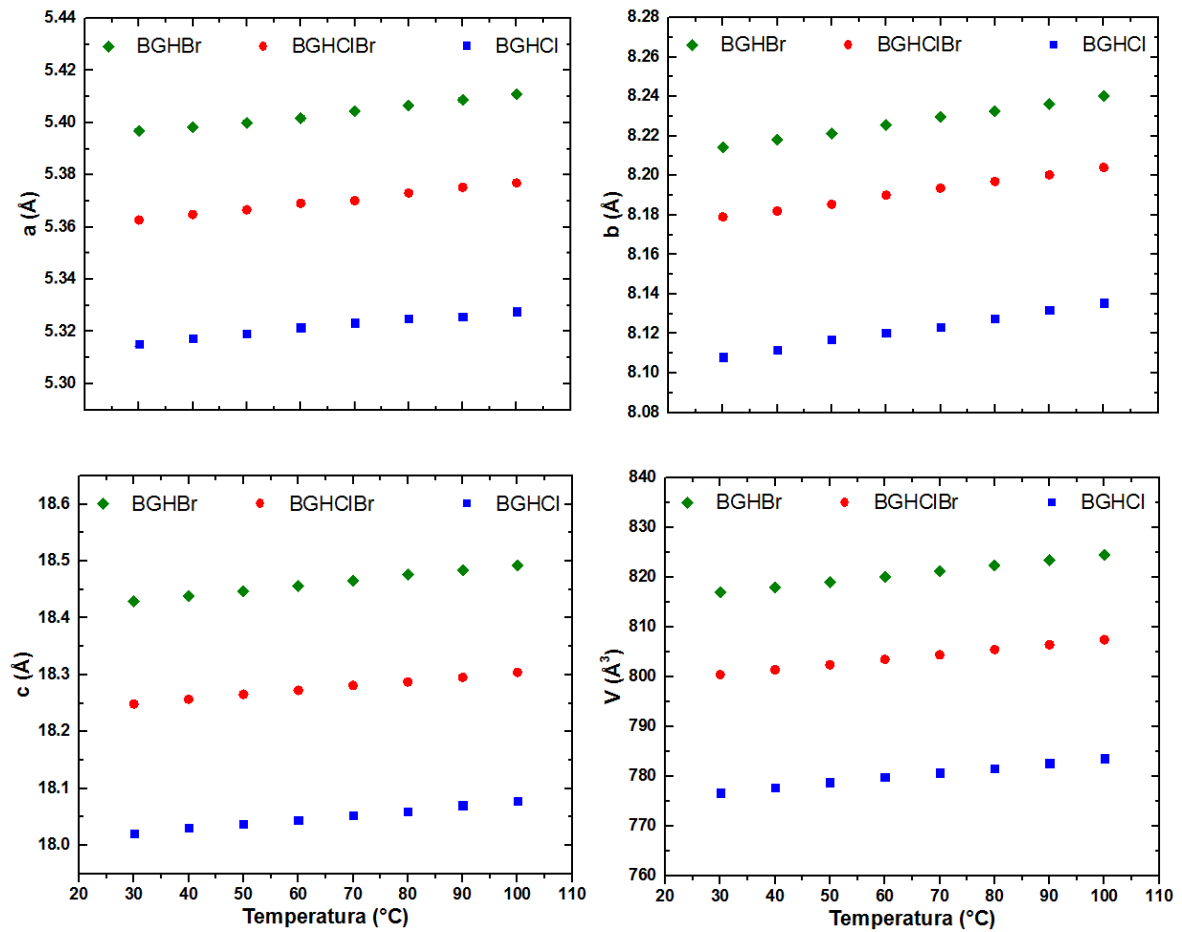 BGHBr BGHClBr BGHCl
a (Å)
5.44
5.42
5.40
5.38
5.36
5.34
5.32
5.30
BGHBr BGHClBr BGHCl
b (Å)
8.28
8.26
8.24
8.22
8.20
8.18
8.16
8.14
8.12
8.10
8.08
BGHBr BGHClBr BGHCl
c (Å)
18.6
18.5
18.4
18.3
18.2
18.1
18.0
20 30 40 50 60 70 80 90 100 110
Temperatura (°C)
BGHBr BGHClBr BGHCl
V (Å³)
840
830
820
810
800
790
780
770
760
20 30 40 50 60 70 80 90 100 110
Temperatura (°C)